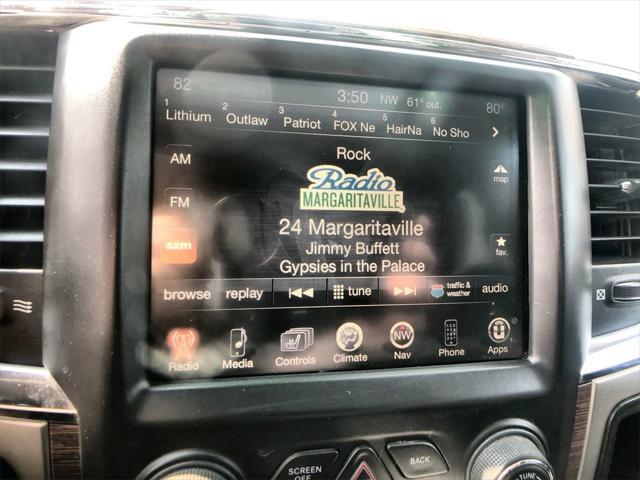 82° 3:50 NW 61° out. 80°
1 Lithium 2 Outlaw 3 Patriot 4 FOX Ne 5 HairNa 6 No Sho >
AM
Rock
map
Radio
MARGARITAVILLE
FM
24 Margaritaville
sxm
Jimmy Buffett
fav.
Gypsies in the Palace
browse replay tune traffic & weather audio
NW
Radio Media Controls Climate Nav Phone Apps
SCREEN OFF
BACK
TUNE